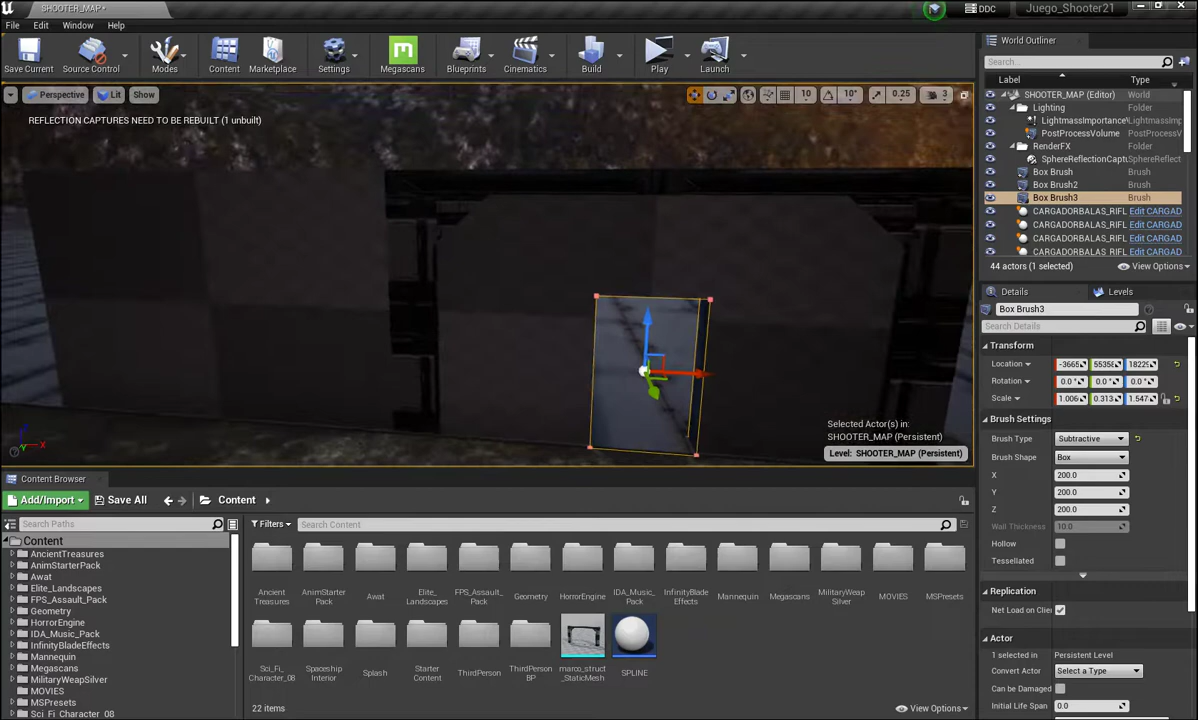 SHOOTER_MAP*
DDC
Juego_Shooter21
File Edit Window Help
Save Current
Source Control
Modes
Content
Marketplace
Settings
Megascans
Blueprints
Cinematics
Build
Play
Launch
Perspective
Lit
Show
10
10°
0.25
3
REFLECTION CAPTURES NEED TO BE REBUILT (1 unbuilt)
Selected Actor(s) in:
SHOOTER_MAP (Persistent)
Level: SHOOTER_MAP (Persistent)
X
World Outliner
Search...
Label Type
SHOOTER_MAP (Editor) World
Lighting Folder
LightmassImportance LightmassImp
PostProcessVolume PostProcessV
RenderFX Folder
SphereReflectionCaptu SphereReflect
Box Brush Brush
Box Brush2 Brush
Box Brush3 Brush
CARGADORBALAS_RIFL Edit CARGAD
CARGADORBALAS_RIFL Edit CARGAD
CARGADORBALAS_RIFL Edit CARGAD
CARGADORBALAS_RIFL Edit CARGAD
44 actors (1 selected)
View Options
Details
Levels
Box Brush3
Search Details
Transform
Location -3665 5535 1822
Rotation 0.0 ° 0.0 ° 0.0 °
Scale 1.006 0.313 1.547
Brush Settings
Brush Type Subtractive
Brush Shape Box
X 200.0
Y 200.0
Z 200.0
Wall Thickness 10.0
Hollow
Tessellated
Replication
Net Load on Clien
Actor
1 selected in Persistent Level
Convert Actor Select a Type
Can be Damaged
Initial Life Span 0.0
Content Browser
Add/Import
Save All
Content
Search Paths
Filters
Search Content
Content
AncientTreasures
AnimStarterPack
Awat
Elite_Landscapes
FPS_Assault_Pack
Geometry
HorrorEngine
IDA_Music_Pack
InfinityBladeEffects
Mannequin
Megascans
MilitaryWeapSilver
MOVIES
MSPresets
Sci_Fi_Character_08
Ancient
Treasures
AnimStarter
Pack
Awat
Elite_
Landscapes
FPS_Assault_
Pack
Geometry
HorrorEngine
IDA_Music_
Pack
InfinityBlade
Effects
Mannequin
Megascans
MilitaryWeap
Silver
MOVIES
MSPresets
Sci_Fi_
Character_08
Spaceship
Interior
Splash
Starter
Content
ThirdPerson
ThirdPerson
BP
marco_struct
_StaticMesh
SPLINE
22 items
View Options